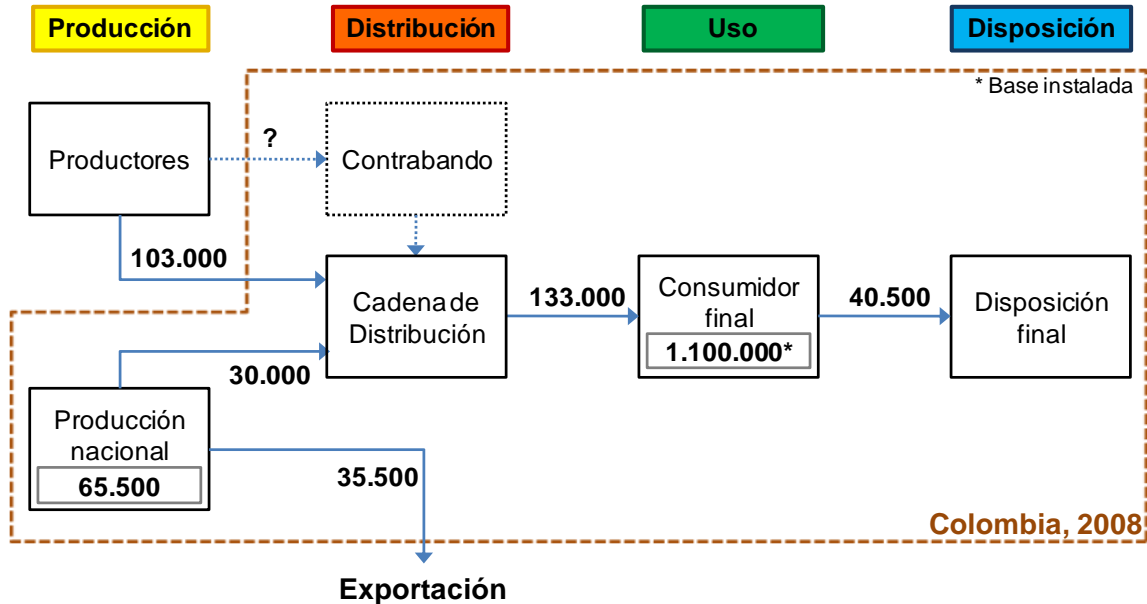 Producción
Distribución
Uso
Disposición
* Base instalada
Productores
?
Contrabando
103.000
Cadena de
Distribución
133.000
Consumidor
final
1.100.000*
40.500
Disposición
final
30.000
Producción
nacional
65.500
35.500
Colombia, 2008
Exportación